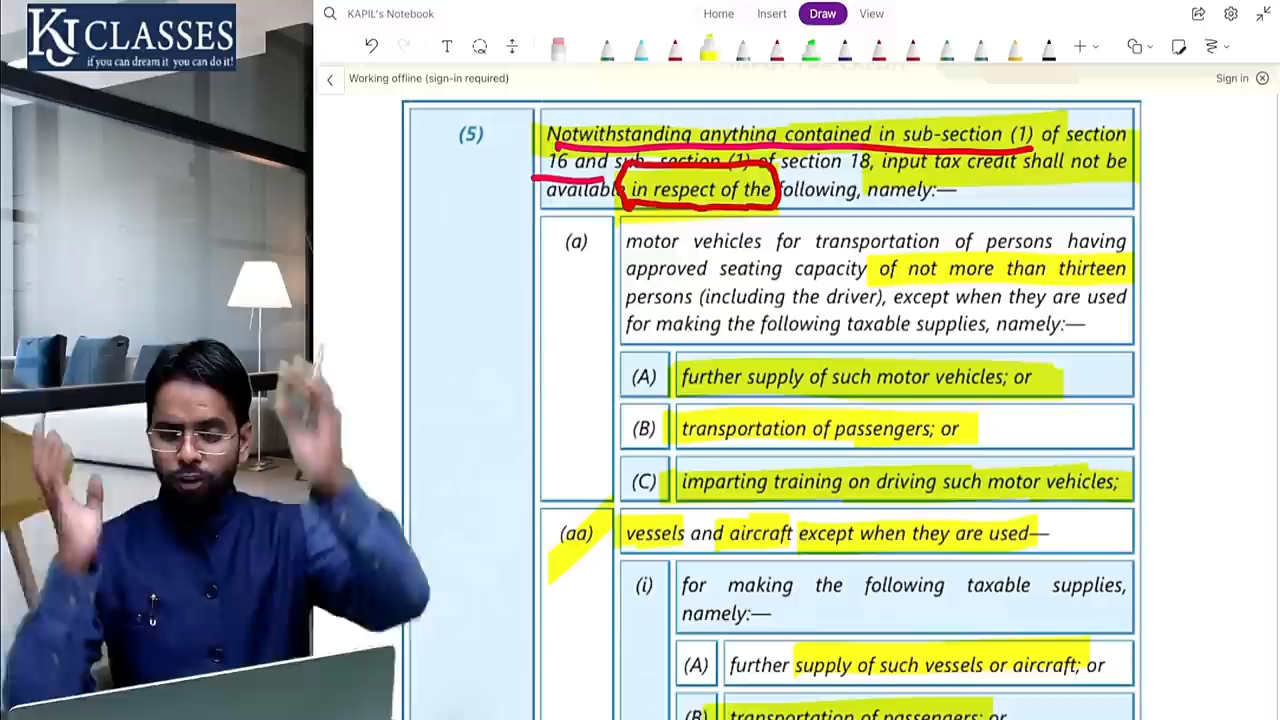 KJ CLASSES
if you can dream it you can do it!
KAPIL's Notebook
Home Insert Draw View
T
Working offline (sign-in required)
Sign in
(5)
Notwithstanding anything contained in sub-section (1) of section
16 and sub-section (1) of section 18, input tax credit shall not be
available in respect of the following, namely:—
(a)
motor vehicles for transportation of persons having
approved seating capacity of not more than thirteen
persons (including the driver), except when they are used
for making the following taxable supplies, namely:—
(A) further supply of such motor vehicles; or
(B) transportation of passengers; or
(C) imparting training on driving such motor vehicles;
(aa) vessels and aircraft except when they are used—
(i) for making the following taxable supplies,
namely:—
(A) further supply of such vessels or aircraft; or
(B) transportation of passengers; or